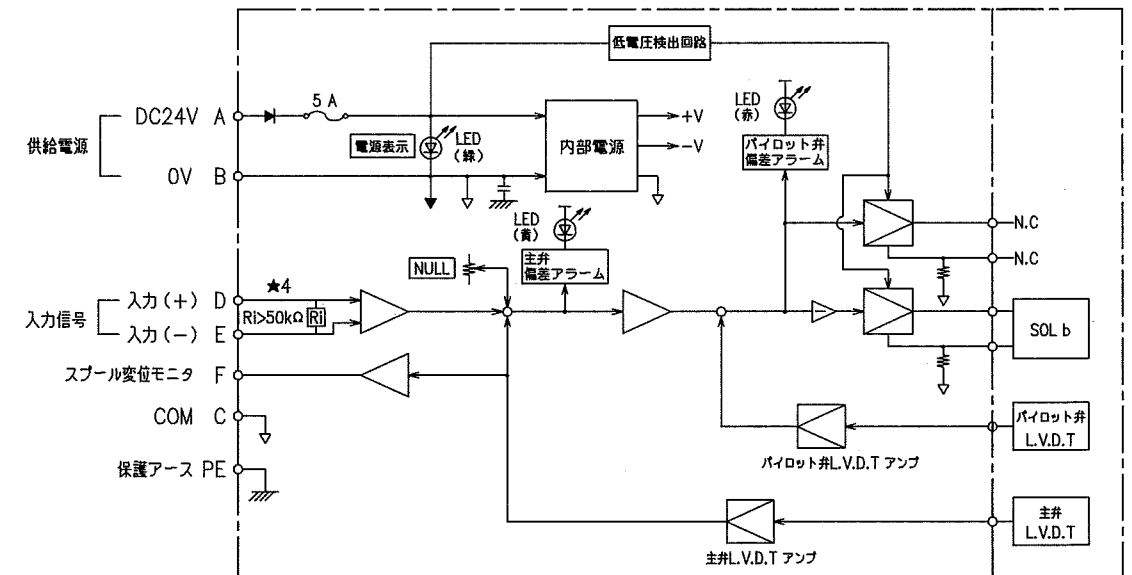 低電圧検出回路
DC24V A
5 A
供給電源
電源表示
LED
(緑)
内部電源
+V
-V
0V B
LED
(赤)
パイロット弁
偏差アラーム
LED
(黄)
主弁
偏差アラーム
NULL
N.C
N.C
★4
入力(+) D
入力信号
Ri>50kΩ
Ri
入力(-) E
SOL b
スプール変位モニタ F
COM C
パイロット弁
L.V.D.T
パイロット弁L.V.D.T アンプ
保護アース PE
主弁
L.V.D.T
主弁L.V.D.T アンプ